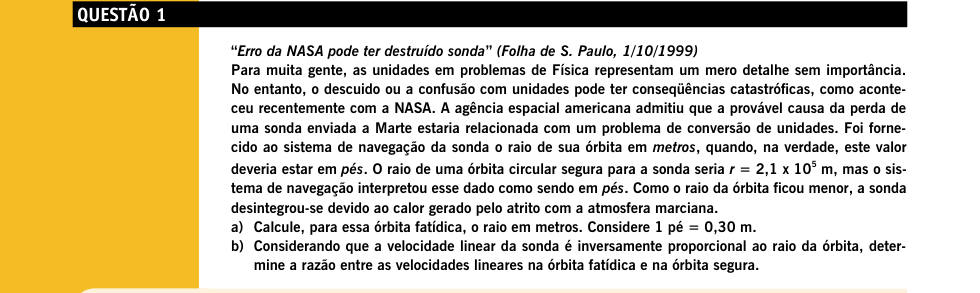 QUESTÃO 1
“Erro da NASA pode ter destruído sonda” (Folha de S. Paulo, 1/10/1999)
Para muita gente, as unidades em problemas de Física representam um mero detalhe sem importância.
No entanto, o descuido ou a confusão com unidades pode ter conseqüências catastróficas, como aconte-
ceu recentemente com a NASA. A agência espacial americana admitiu que a provável causa da perda de
uma sonda enviada a Marte estaria relacionada com um problema de conversão de unidades. Foi forne-
cido ao sistema de navegação da sonda o raio de sua órbita em metros, quando, na verdade, este valor
deveria estar em pés. O raio de uma órbita circular segura para a sonda seria r = 2,1 x 10⁵ m, mas o sis-
tema de navegação interpretou esse dado como sendo em pés. Como o raio da órbita ficou menor, a sonda
desintegrou-se devido ao calor gerado pelo atrito com a atmosfera marciana.
a) Calcule, para essa órbita fatídica, o raio em metros. Considere 1 pé = 0,30 m.
b) Considerando que a velocidade linear da sonda é inversamente proporcional ao raio da órbita, deter-
mine a razão entre as velocidades lineares na órbita fatídica e na órbita segura.